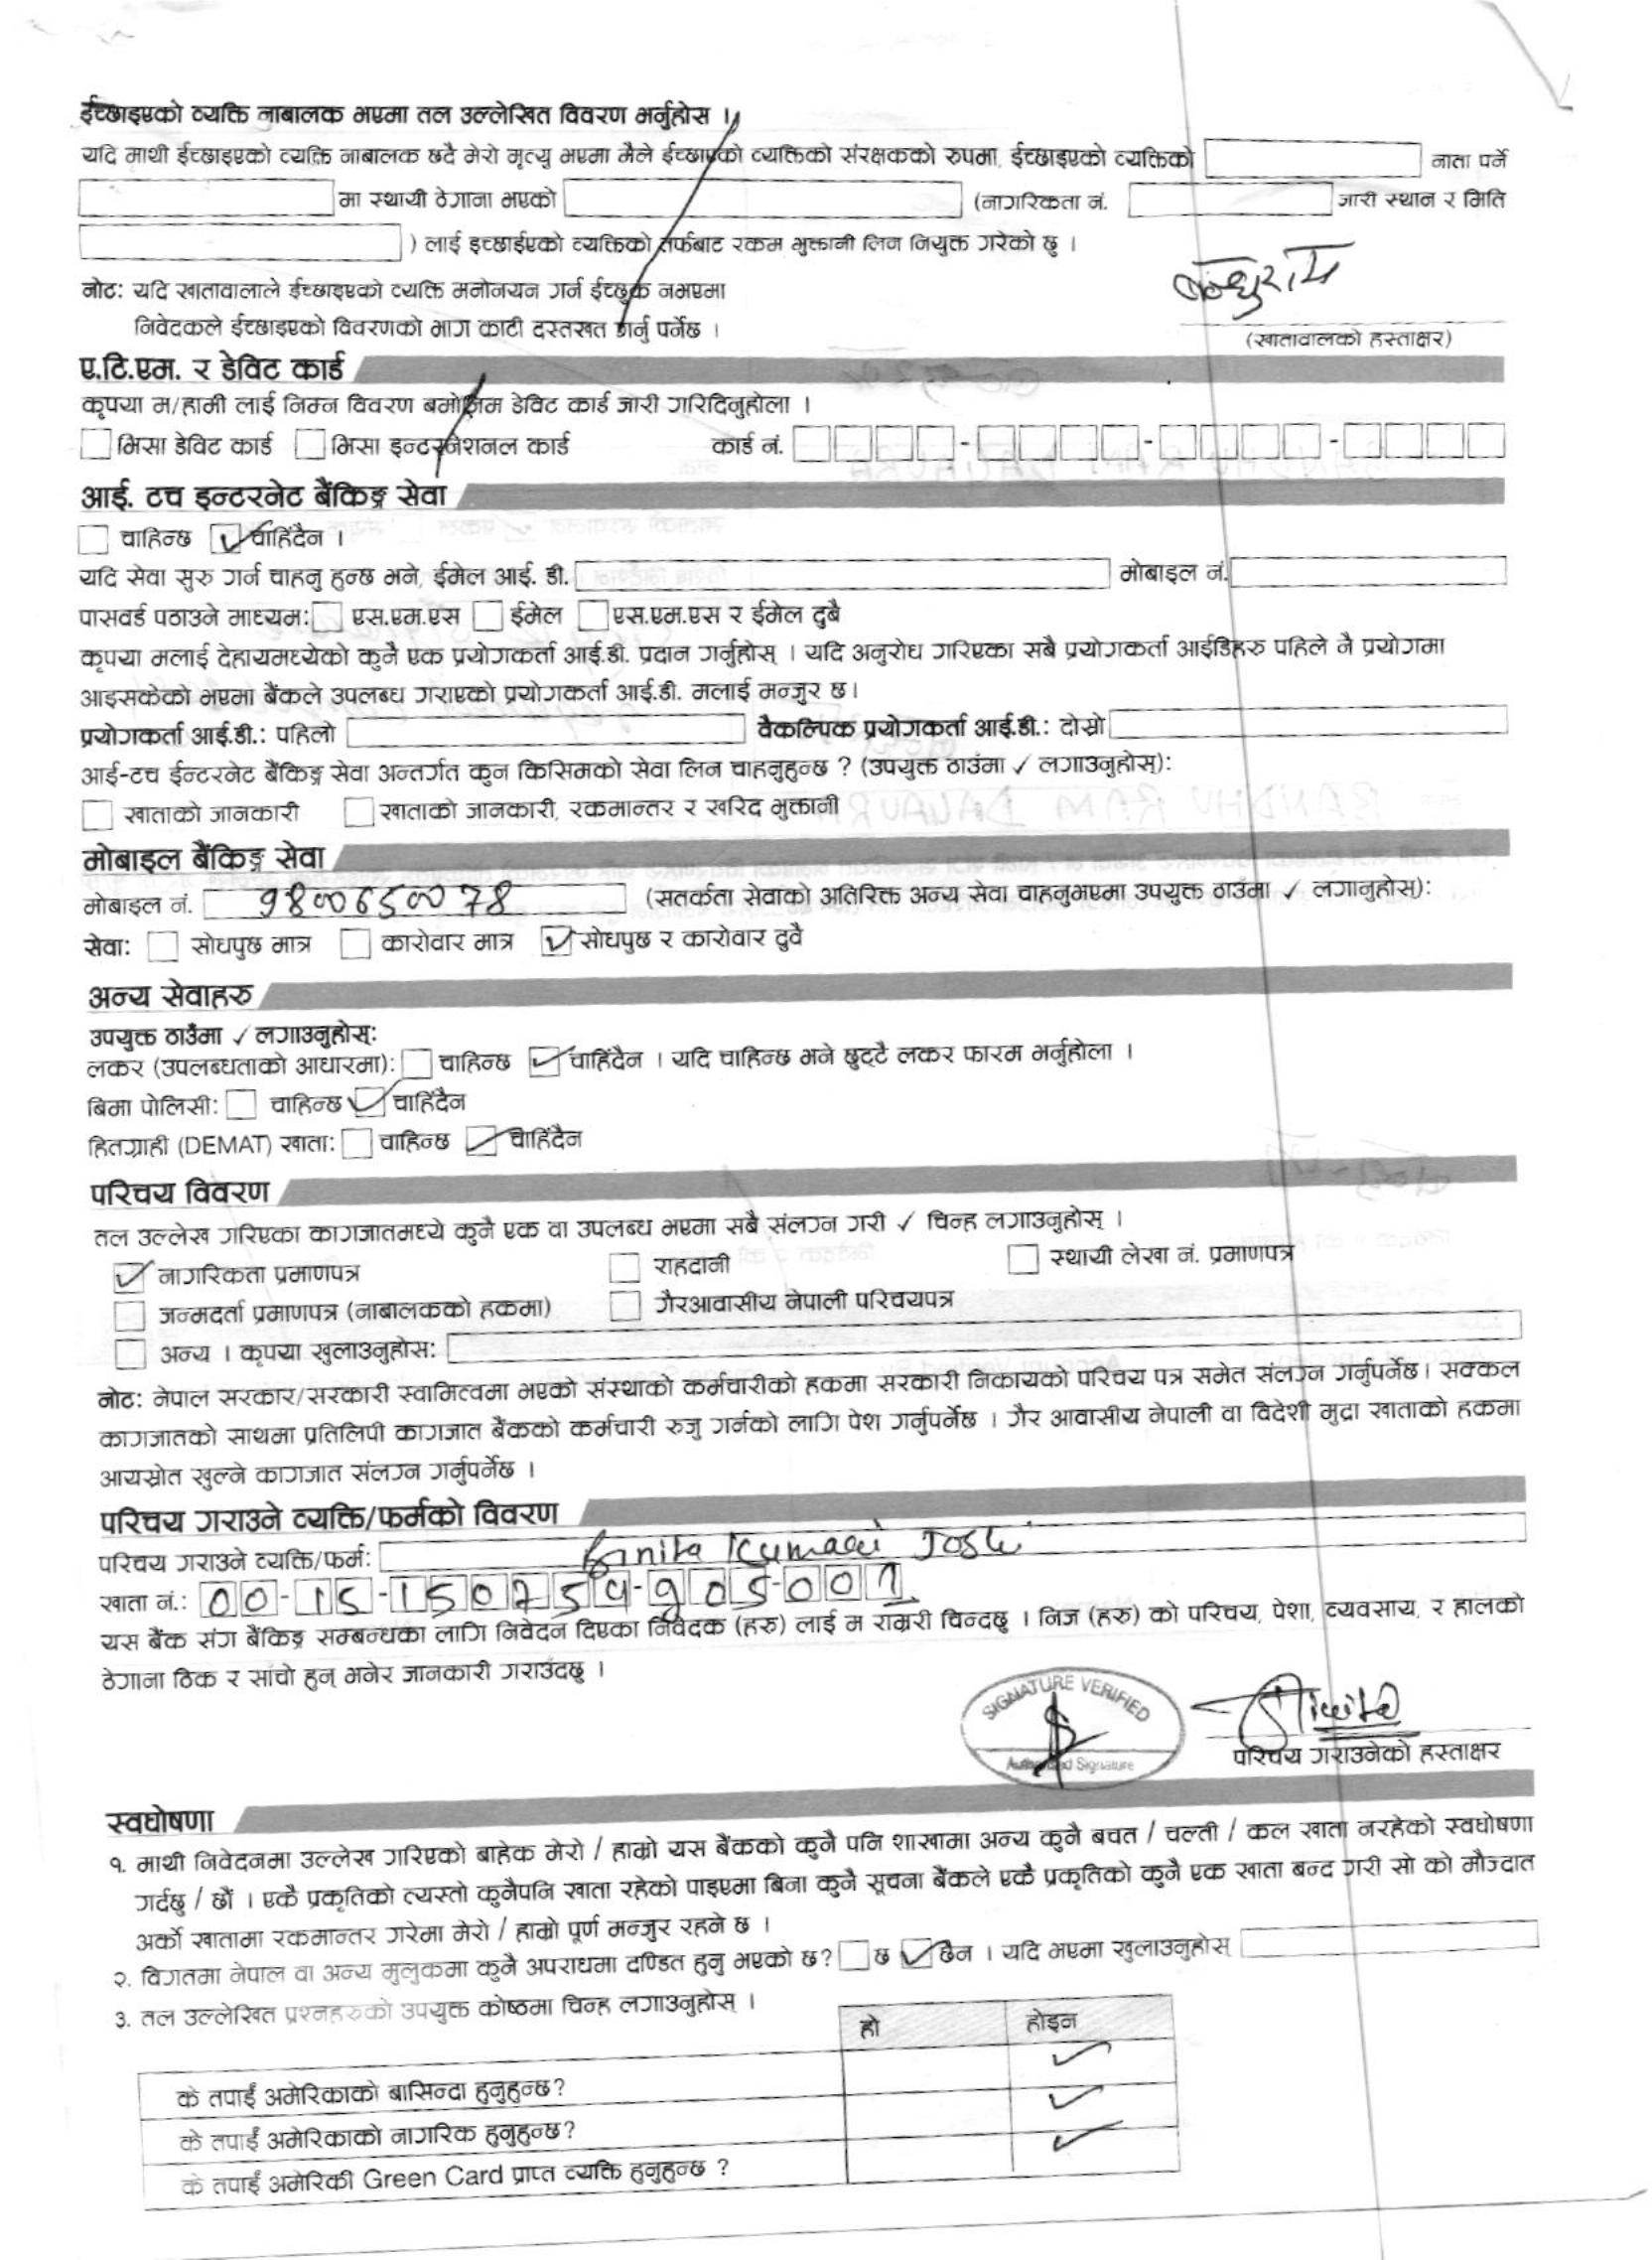 ईच्छाइएको व्यक्ति नाबालक भएमा तल उल्लेखित विवरण भर्नुहोस ।
यदि माथी ईच्छाइएको व्यक्ति नाबालक छदै मेरो मृत्यु भएमा मैले ईच्छाएको व्यक्तिको संरक्षकको रुपमा, ईच्छाइएको व्यक्तिको नाता पर्ने
मा स्थायी ठेगाना भएको (नागरिकता नं. जारी स्थान र मिति
) लाई इच्छाईएको व्यक्तिको तर्फबाट रकम भुक्तानी लिन नियुक्त गरेको छु ।
नोट: यदि खातावालाले ईच्छाइएको व्यक्ति मनोनयन गर्न ईच्छुक नभएमा
निवेदकले ईच्छाइएको विवरणको भाग काटी दस्तखत गर्नु पर्नेछ ।
बन्धुराम
(खातावालको हस्ताक्षर)
ए.टि.एम. र डेविट कार्ड
कृपया म/हामी लाई निम्न विवरण बमोजिम डेविट कार्ड जारी गरिदिनुहोला ।
भिसा डेविट कार्ड भिसा इन्टरनेशनल कार्ड कार्ड नं. - - -
आई. टच इन्टरनेट बैंकिङ्ग सेवा
चाहिन्छ ✓ चाहिंदैन ।
यदि सेवा सुरु गर्न चाहनु हुन्छ भने, ईमेल आई. डी. मोबाइल नं.
पासवर्ड पठाउने माध्यम: एस.एम.एस ईमेल एस.एम.एस र ईमेल दुबै
कृपया मलाई देहायमध्येको कुनै एक प्रयोगकर्ता आई.डी. प्रदान गर्नुहोस् । यदि अनुरोध गरिएका सबै प्रयोगकर्ता आईडिहरु पहिले नै प्रयोगमा
आइसकेको भएमा बैंकले उपलब्ध गराएको प्रयोगकर्ता आई.डी. मलाई मन्जुर छ।
प्रयोगकर्ता आई.डी.: पहिलो वैकल्पिक प्रयोगकर्ता आई.डी.: दोस्रो
आई-टच ईन्टरनेट बैंकिङ्ग सेवा अन्तर्गत कुन किसिमको सेवा लिन चाहनुहुन्छ ? (उपयुक्त ठाउंमा ✓ लगाउनुहोस्):
खाताको जानकारी खाताको जानकारी, रकमान्तर र खरिद भुक्तानी
मोबाइल बैंकिङ्ग सेवा
मोबाइल नं. 9800650078 (सतर्कता सेवाको अतिरिक्त अन्य सेवा चाहनुभएमा उपयुक्त ठाउँमा ✓ लगानुहोस):
सेवा: सोधपुछ मात्र कारोवार मात्र ✓ सोधपुछ र कारोवार दुवै
अन्य सेवाहरु
उपयुक्त ठाउँमा ✓ लगाउनुहोस्:
लकर (उपलब्धताको आधारमा): चाहिन्छ ✓ चाहिंदैन । यदि चाहिन्छ भने छुट्टै लकर फारम भर्नुहोला ।
बिमा पोलिसी: चाहिन्छ ✓ चाहिंदैन
हितग्राही (DEMAT) खाता: चाहिन्छ ✓ चाहिंदैन
परिचय विवरण
तल उल्लेख गरिएका कागजातमध्ये कुनै एक वा उपलब्ध भएमा सबै संलग्न गरी ✓ चिन्ह लगाउनुहोस् ।
✓ नागरिकता प्रमाणपत्र राहदानी स्थायी लेखा नं. प्रमाणपत्र
जन्मदर्ता प्रमाणपत्र (नाबालकको हकमा) गैरआवासीय नेपाली परिचयपत्र
अन्य । कृपया खुलाउनुहोस:
नोट: नेपाल सरकार/सरकारी स्वामित्वमा भएको संस्थाको कर्मचारीको हकमा सरकारी निकायको परिचय पत्र समेत संलग्न गर्नुपर्नेछ। सक्कल
कागजातको साथमा प्रतिलिपी कागजात बैंकको कर्मचारी रुजु गर्नको लागि पेश गर्नुपर्नेछ । गैर आवासीय नेपाली वा विदेशी मुद्रा खाताको हकमा
आयस्रोत खुल्ने कागजात संलग्न गर्नुपर्नेछ ।
परिचय गराउने व्यक्ति/फर्मको विवरण
परिचय गराउने व्यक्ति/फर्म: Anita Kumari Joshi
खाता नं.: 00-15-150754-905-001
यस बैंक संग बैंकिङ्ग सम्बन्धका लागि निवेदन दिएका निवेदक (हरु) लाई म राम्ररी चिन्दछु । निज (हरु) को परिचय, पेशा, व्यवसाय, र हालको
ठेगाना ठिक र सांचो हुन् भनेर जानकारी गराउंदछु ।
SIGNATURE VERIFIED
Authorized Signature
परिचय गराउनेको हस्ताक्षर
स्वघोषणा
१. माथी निवेदनमा उल्लेख गरिएको बाहेक मेरो / हाम्रो यस बैंकको कुनै पनि शाखामा अन्य कुनै बचत / चल्ती / कल खाता नरहेको स्वघोषणा
गर्दछु / छौं । एकै प्रकृतिको त्यस्तो कुनैपनि खाता रहेको पाइएमा बिना कुनै सूचना बैंकले एकै प्रकृतिको कुनै एक खाता बन्द गरी सो को मौज्दात
अर्को खातामा रकमान्तर गरेमा मेरो / हाम्रो पूर्ण मन्जुर रहने छ ।
२. विगतमा नेपाल वा अन्य मुलुकमा कुनै अपराधमा दण्डित हुनु भएको छ? छ ✓ छैन । यदि भएमा खुलाउनुहोस्
३. तल उल्लेखित प्रश्नहरुको उपयुक्त कोष्ठमा चिन्ह लगाउनुहोस् ।
हो होइन
के तपाईं अमेरिकाको बासिन्दा हुनुहुन्छ? ✓
के तपाईं अमेरिकाको नागरिक हुनुहुन्छ? ✓
के तपाईं अमेरिकी Green Card प्राप्त व्यक्ति हुनुहुन्छ ? ✓